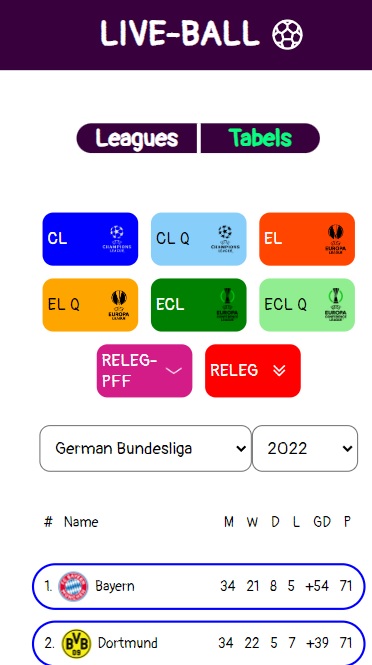 LIVE-BALL
Leagues Tabels
CL CL Q EL
EL Q ECL ECL Q
RELEG-
PFF RELEG
German Bundesliga 2022
# Name M W D L GD P
1. Bayern 34 21 8 5 +54 71
2. Dortmund 34 22 5 7 +39 71